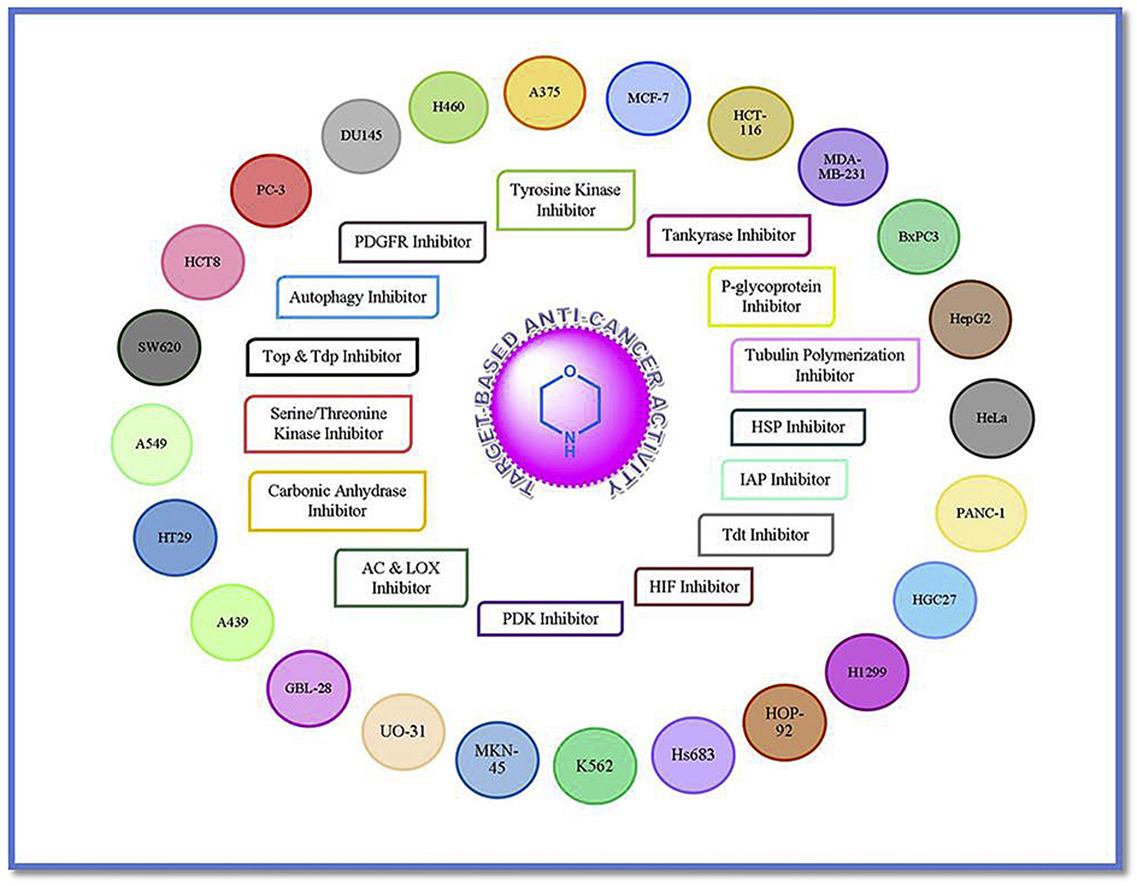 A375
MCF-7
HCT-
116
MDA-
MB-231
BxPC3
HepG2
HeLa
PANC-1
HGC27
H1299
HOP-
92
Hs683
K562
MKN-
45
UO-31
GBL-28
A439
HT29
A549
SW620
HCT8
PC-3
DU145
H460
Tyrosine Kinase
Inhibitor
Tankyrase Inhibitor
P-glycoprotein
Inhibitor
Tubulin Polymerization
Inhibitor
HSP Inhibitor
IAP Inhibitor
Tdt Inhibitor
HIF Inhibitor
PDK Inhibitor
AC & LOX
Inhibitor
Carbonic Anhydrase
Inhibitor
Serine/Threonine
Kinase Inhibitor
Top & Tdp Inhibitor
Autophagy Inhibitor
PDGFR Inhibitor
TARGET-BASED ANTI-CANCER ACTIVITY
O
N
H